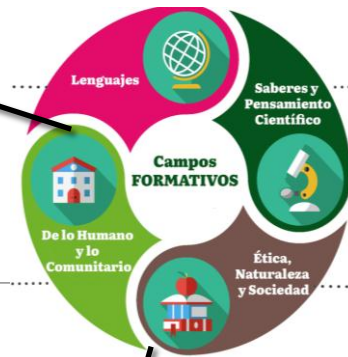 Lenguajes
Saberes y
Pensamiento
Científico
Campos
FORMATIVOS
De lo Humano
y lo
Comunitario
Ética,
Naturaleza
y Sociedad